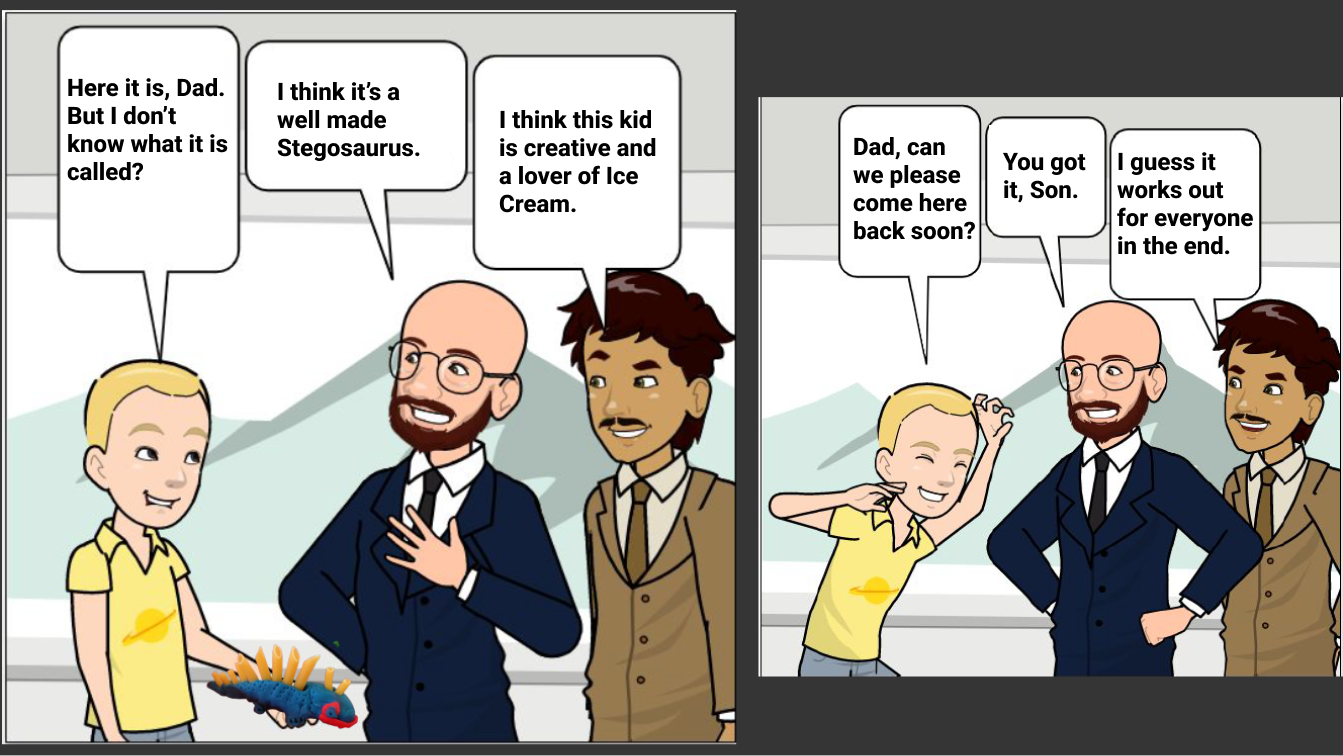 Here it is, Dad.
But I don't
know what it is
called?
I think it’s a
well made
Stegosaurus.
I think this kid
is creative and
a lover of Ice
Cream.
Dad, can
we please
come here
back soon?
You got
it, Son.
I guess it
works out
for everyone
in the end.